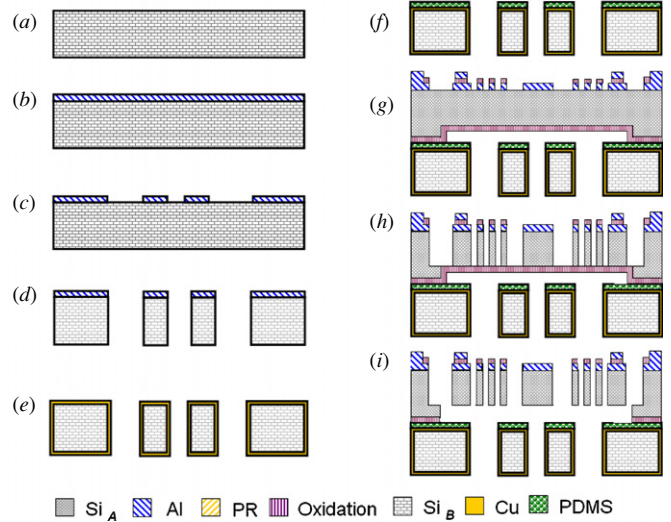 (a)
(b)
(c)
(d)
(e)
(f)
(g)
(h)
(i)
Si A Al PR Oxidation Si B Cu PDMS